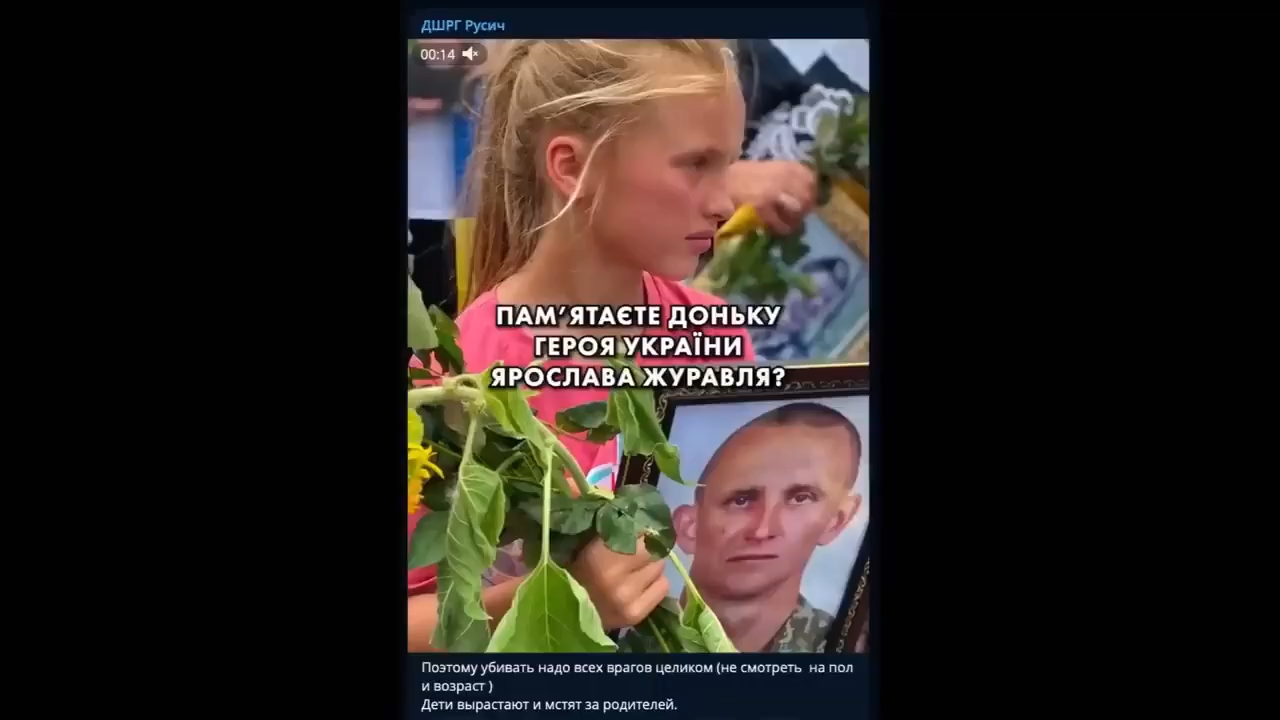 ДШРГ Русич
00:14
ПАМ’ЯТАЄТЕ ДОНЬКУ
ГЕРОЯ УКРАЇНИ
ЯРОСЛАВА ЖУРАВЛЯ?
Поэтому убивать надо всех врагов целиком (не смотреть  на пол
и возраст )
Дети вырастают и мстят за родителей.